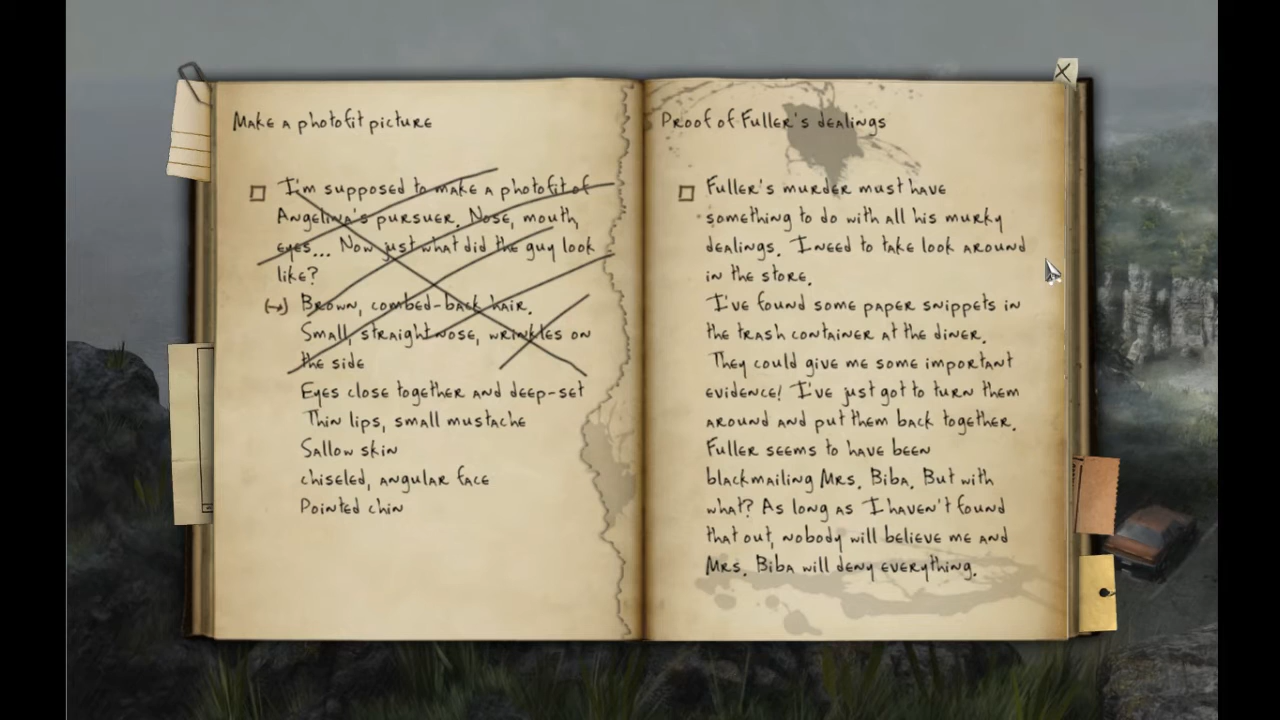 Make a photofit picture
I'm supposed to make a photofit of
Angelina's pursuer. Nose, mouth,
eyes... Now just what did the guy look
like?
(→) Brown, combed-back hair.
Small, straight nose, wrinkles on
the side
Eyes close together and deep-set
Thin lips, small mustache
Sallow skin
chiseled, angular face
Pointed chin
Proof of Fuller's dealings
Fuller's murder must have
something to do with all his murky
dealings. I need to take look around
in the store.
I've found some paper snippets in
the trash container at the diner.
They could give me some important
evidence! I've just got to turn them
around and put them back together.
Fuller seems to have been
blackmailing Mrs. Biba. But with
what? As long as I haven't found
that out, nobody will believe me and
Mrs. Biba will deny everything.